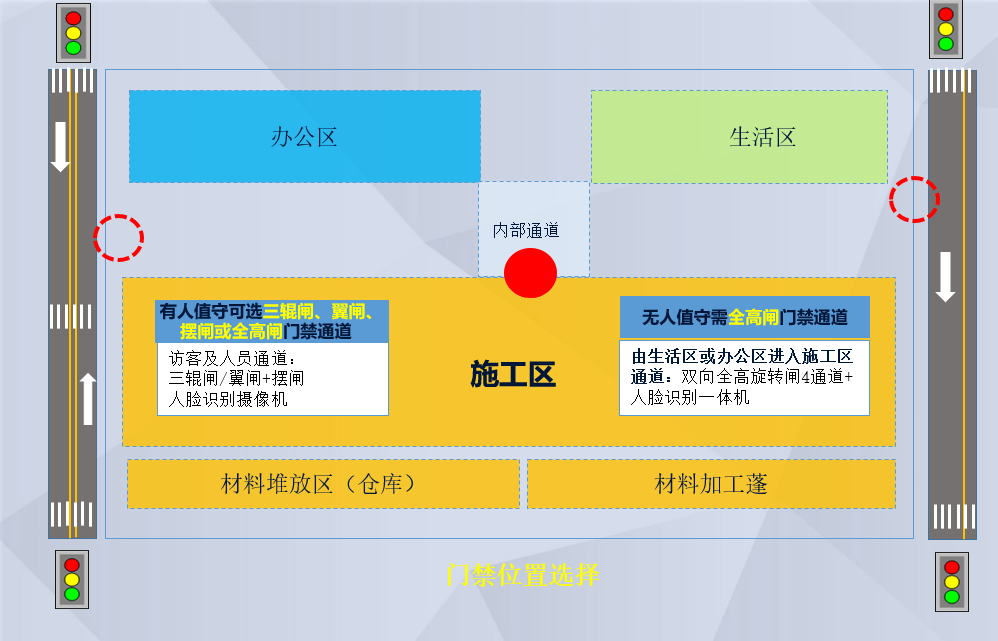 办公区
生活区
内部通道
有人值守可选三辊闸、翼闸、
摆闸或全高闸门禁通道
访客及人员通道：
三辊闸/翼闸+摆闸
人脸识别摄像机
施工区
无人值守需全高闸门禁通道
由生活区或办公区进入施工区
通道：双向全高旋转闸4通道+
人脸识别一体机
材料堆放区（仓库）
材料加工蓬
门禁位置选择